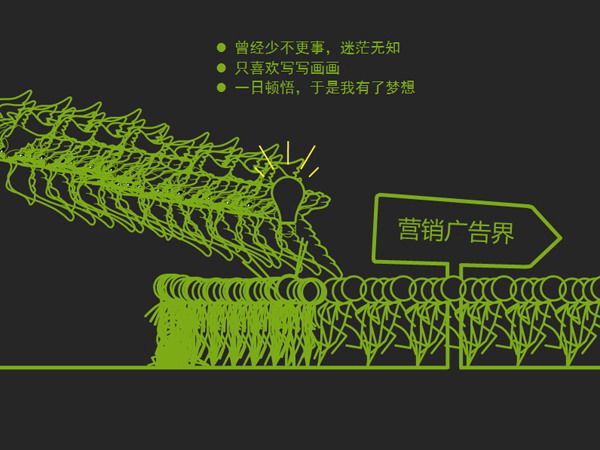 曾经少不更事，迷茫无知
只喜欢写写画画
一日顿悟，于是我有了梦想
营销广告界